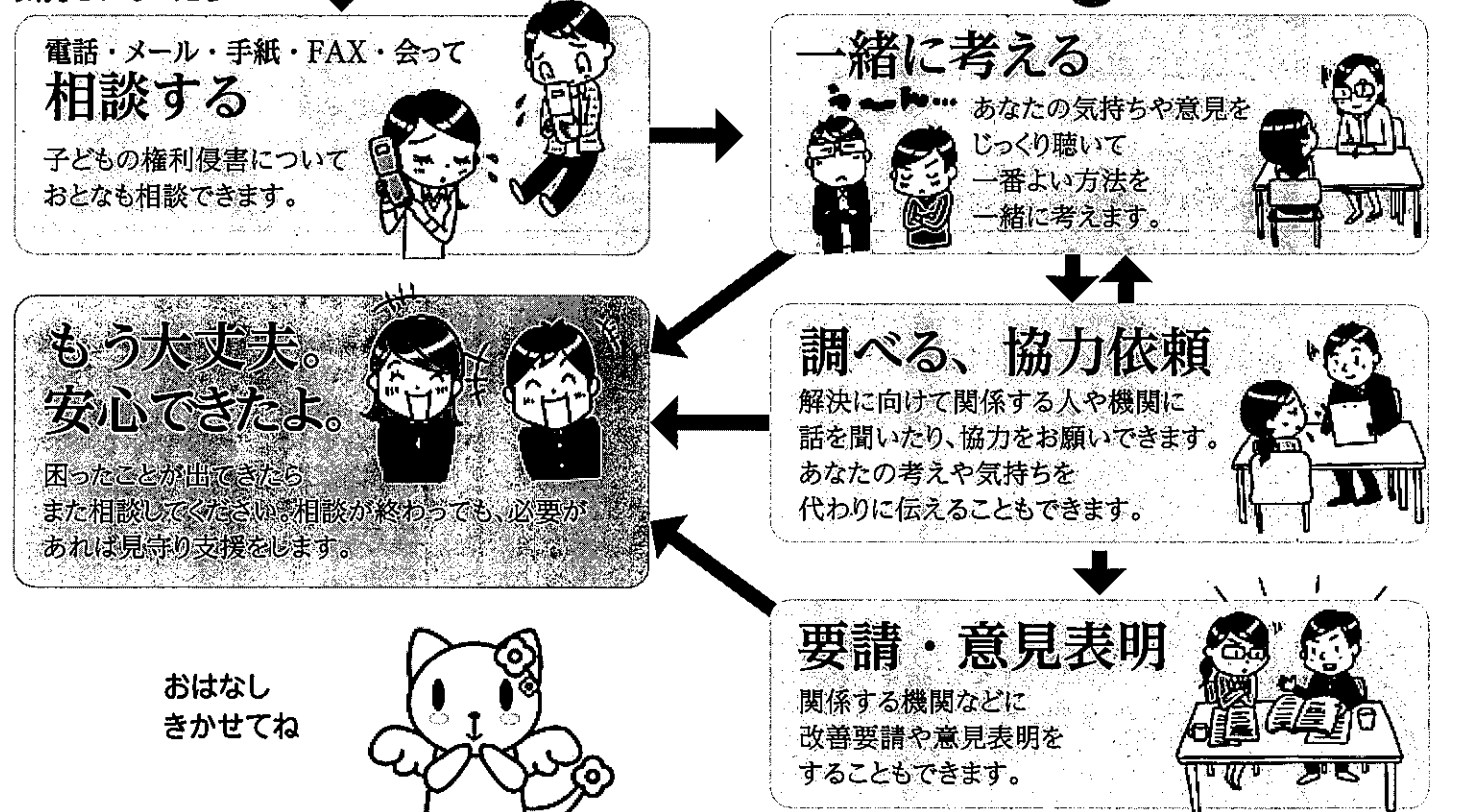 電話・メール・手紙・FAX・会って
相談する
子どもの権利侵害について
おとなも相談できます。
一緒に考える
うーん…
あなたの気持ちや意見を
じっくり聴いて
一番よい方法を
一緒に考えます。
もう大丈夫。
安心できたよ。
困ったことが出てきたら
また相談してください。相談が終わっても、必要が
あれば見守り支援をします。
調べる、協力依頼
解決に向けて関係する人や機関に
話を聞いたり、協力をお願いできます。
あなたの考えや気持ちを
代わりに伝えることもできます。
要請・意見表明
関係する機関などに
改善要請や意見表明を
することもできます。
おはなし
きかせてね